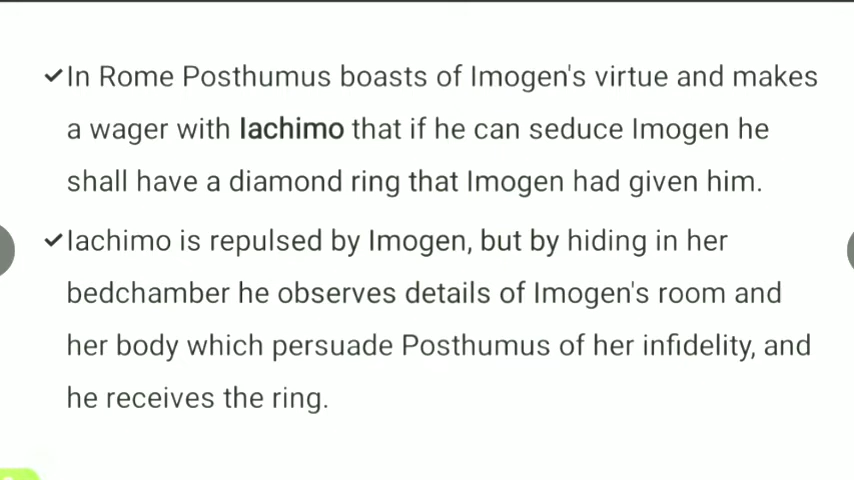 ✓In Rome Posthumus boasts of Imogen's virtue and makes
a wager with Iachimo that if he can seduce Imogen he
shall have a diamond ring that Imogen had given him.
✓Iachimo is repulsed by Imogen, but by hiding in her
bedchamber he observes details of Imogen's room and
her body which persuade Posthumus of her infidelity, and
he receives the ring.